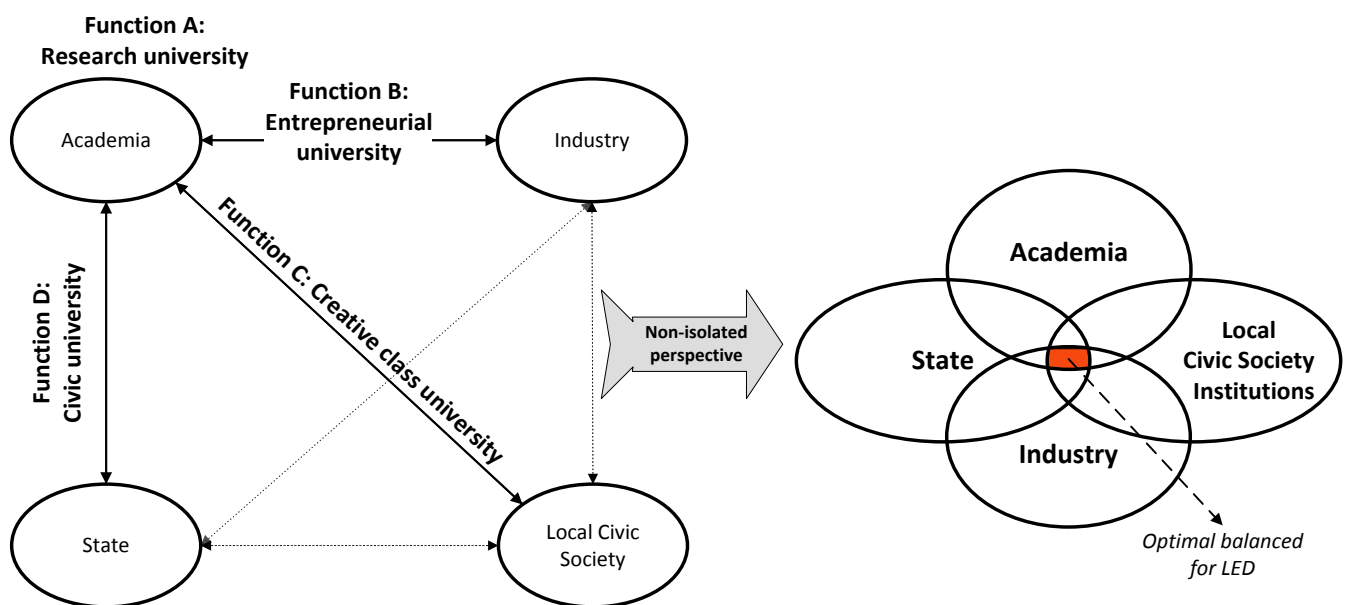 Function A:
Research university
Academia
Function B:
Entrepreneurial
university
Industry
Function C: Creative class university
Function D:
Civic university
State
Local Civic
Society
Non-isolated
perspective
Academia
State
Local
Civic Society
Institutions
Industry
Optimal balanced
for LED